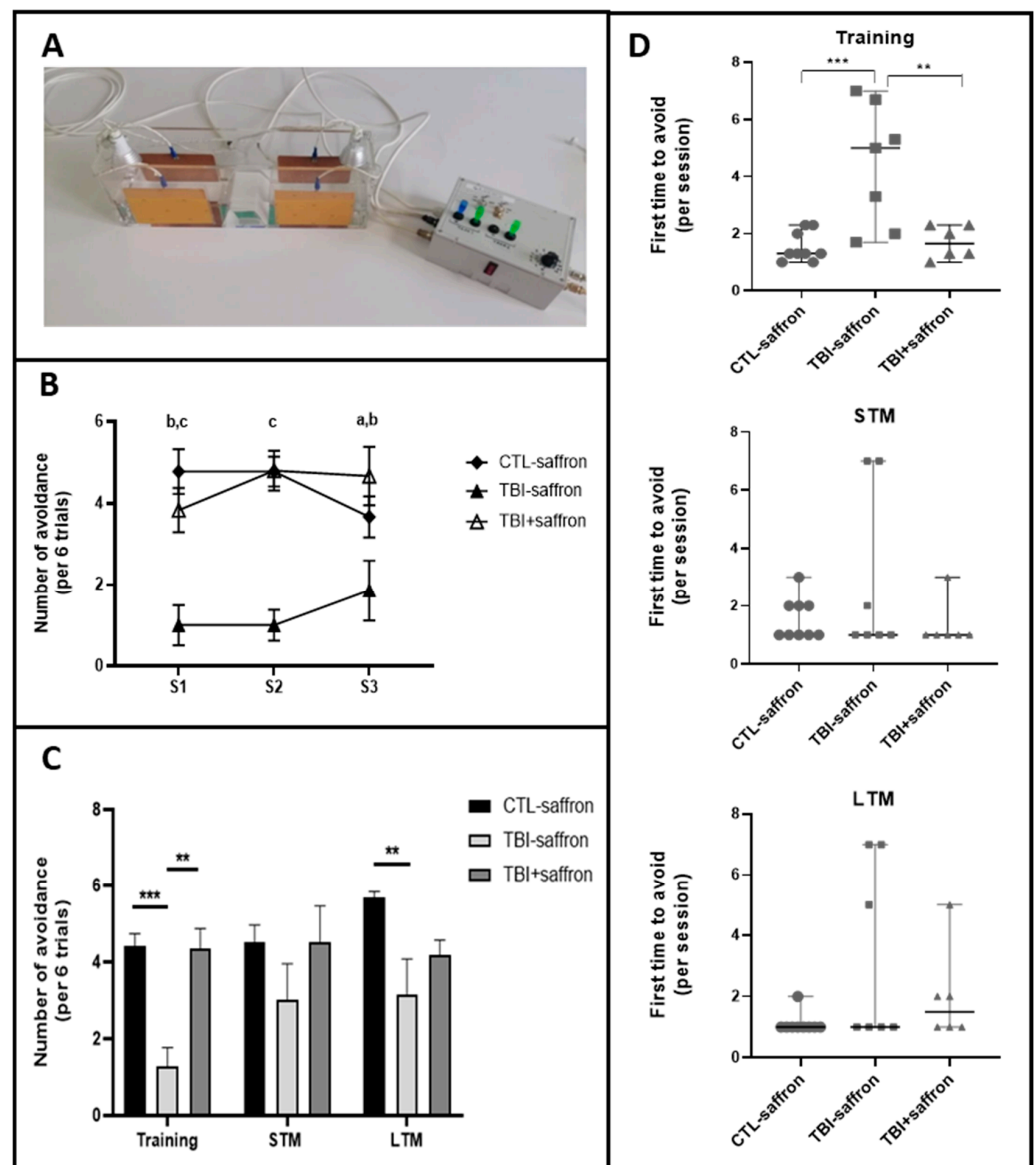 A
B
6
4
2
0
Number of avoidance
(per 6 trials)
b,c
c
a,b
S1
S2
S3
CTL-saffron
TBI-saffron
TBI+saffron
C
8
6
4
2
0
Number of avoidance
(per 6 trials)
***
**
**
Training
STM
LTM
CTL-saffron
TBI-saffron
TBI+saffron
D
Training
8
6
4
2
0
First time to avoid
(per session)
***
**
CTL-saffron
TBI-saffron
TBI+saffron
STM
8
6
4
2
0
First time to avoid
(per session)
CTL-saffron
TBI-saffron
TBI+saffron
LTM
8
6
4
2
0
First time to avoid
(per session)
CTL-saffron
TBI-saffron
TBI+saffron